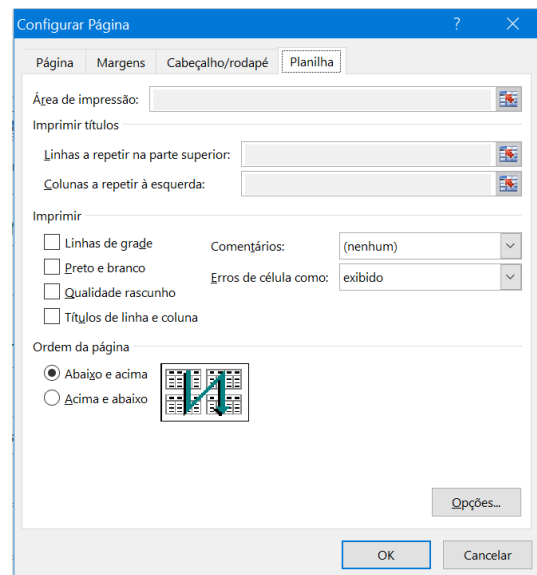 Configurar Página ?
Página Margens Cabeçalho/rodapé Planilha
Área de impressão:
Imprimir títulos
Linhas a repetir na parte superior:
Colunas a repetir à esquerda:
Imprimir
Linhas de grade Comentários: (nenhum)
Preto e branco Erros de célula como: exibido
Qualidade rascunho
Títulos de linha e coluna
Ordem da página
Abaixo e acima
Acima e abaixo
Opções...
OK Cancelar